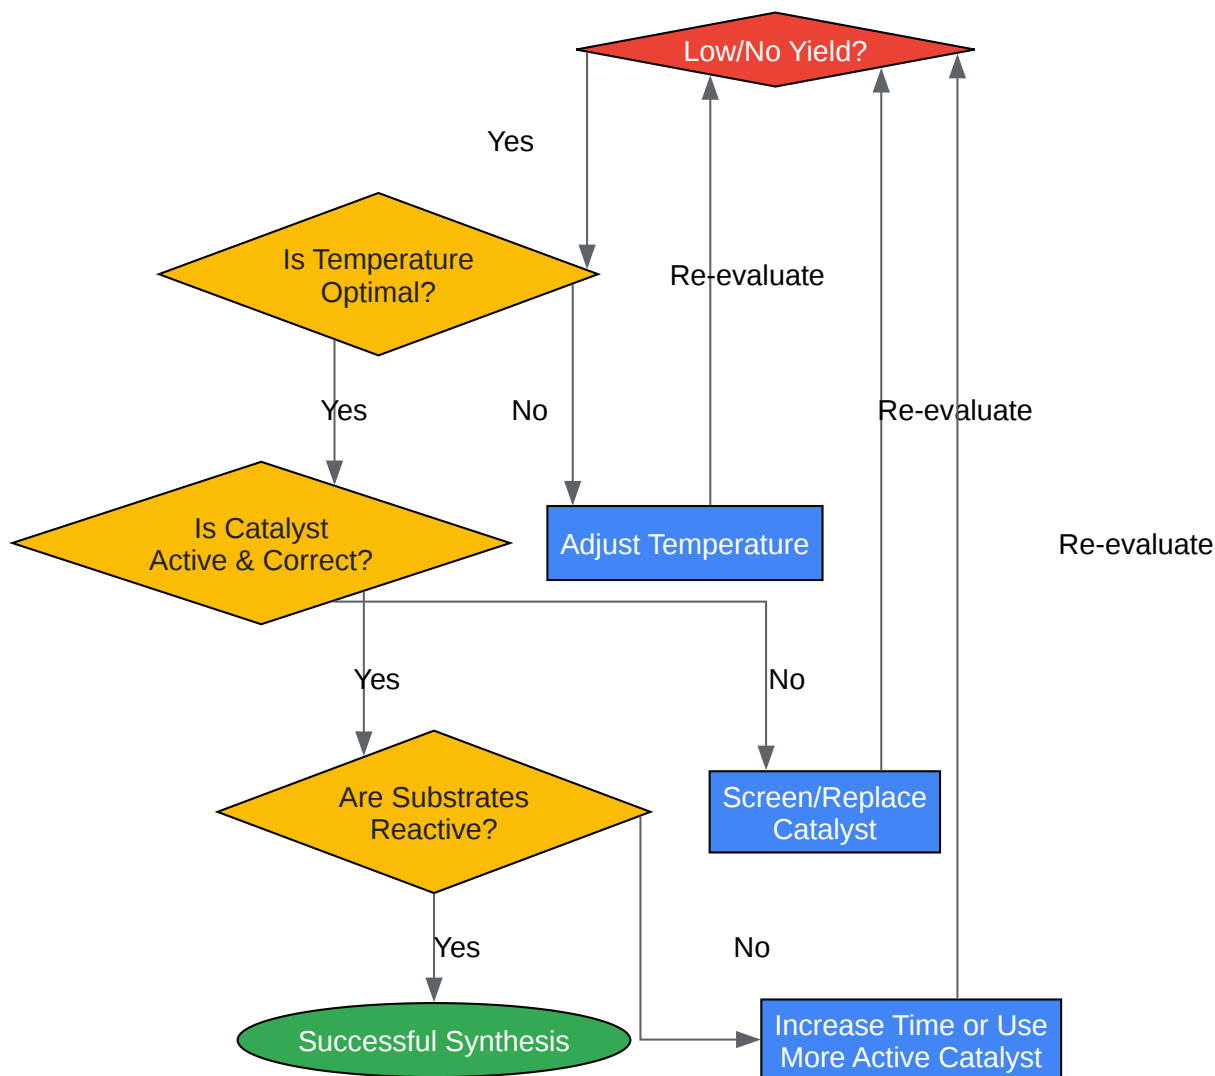 Low/No Yield?
Yes
Is Temperature
Optimal?
Re-evaluate
Yes
No
Re-evaluate
Is Catalyst
Active & Correct?
Adjust Temperature
Re-evaluate
Yes
No
Are Substrates
Reactive?
Screen/Replace
Catalyst
Yes
No
Successful Synthesis
Increase Time or Use
More Active Catalyst